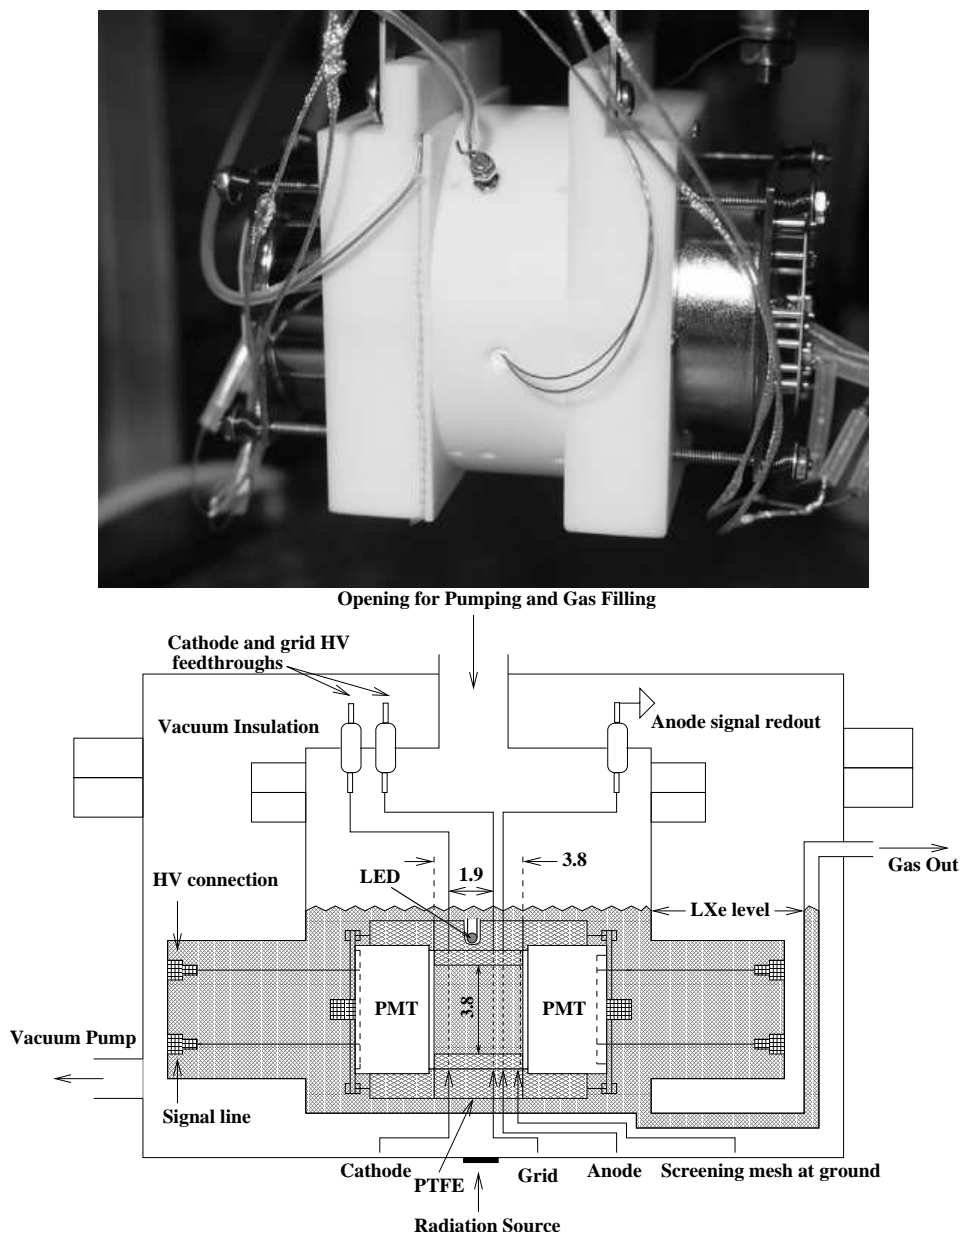 Opening for Pumping and Gas Filling
Cathode and grid HV
feedthroughs
Vacuum Insulation
Anode signal redout
3.8
1.9
LED
HV connection
Gas Out
LXe level
PMT
3.8
PMT
Vacuum Pump
Signal line
Cathode
PTFE
Grid
Anode
Screening mesh at ground
Radiation Source